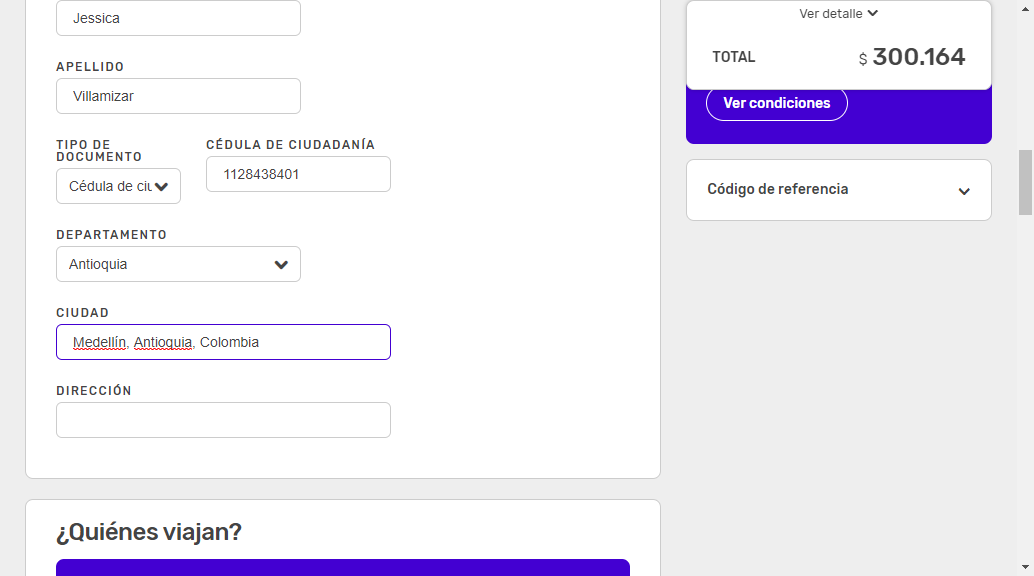 Jessica
APELLIDO
Villamizar
TIPO DE
DOCUMENTO
Cédula de ciu
CÉDULA DE CIUDADANÍA
1128438401
DEPARTAMENTO
Antioquia
CIUDAD
Medellín, Antioquia, Colombia
DIRECCIÓN
¿Quiénes viajan?
Ver detalle
TOTAL
$ 300.164
Ver condiciones
Código de referencia